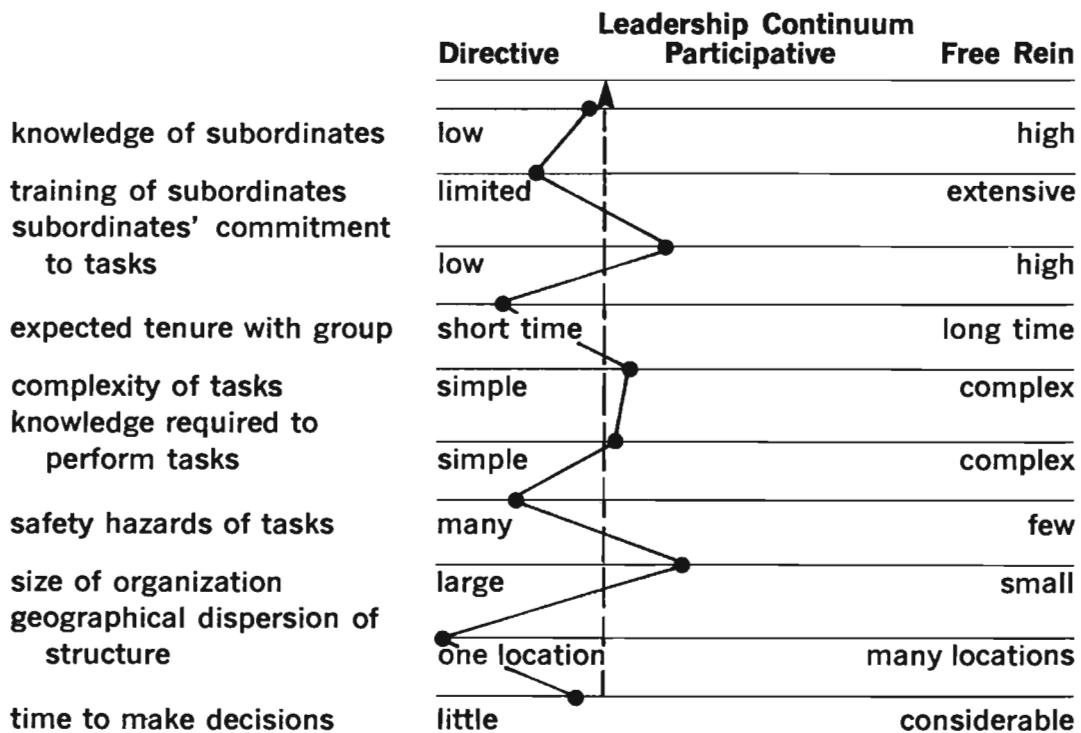 Leadership Continuum
Directive Participative Free Rein
knowledge of subordinates low high
training of subordinates limited extensive
subordinates' commitment
to tasks low high
expected tenure with group short time long time
complexity of tasks simple complex
knowledge required to
perform tasks simple complex
safety hazards of tasks many few
size of organization large small
geographical dispersion of
structure one location many locations
time to make decisions little considerable